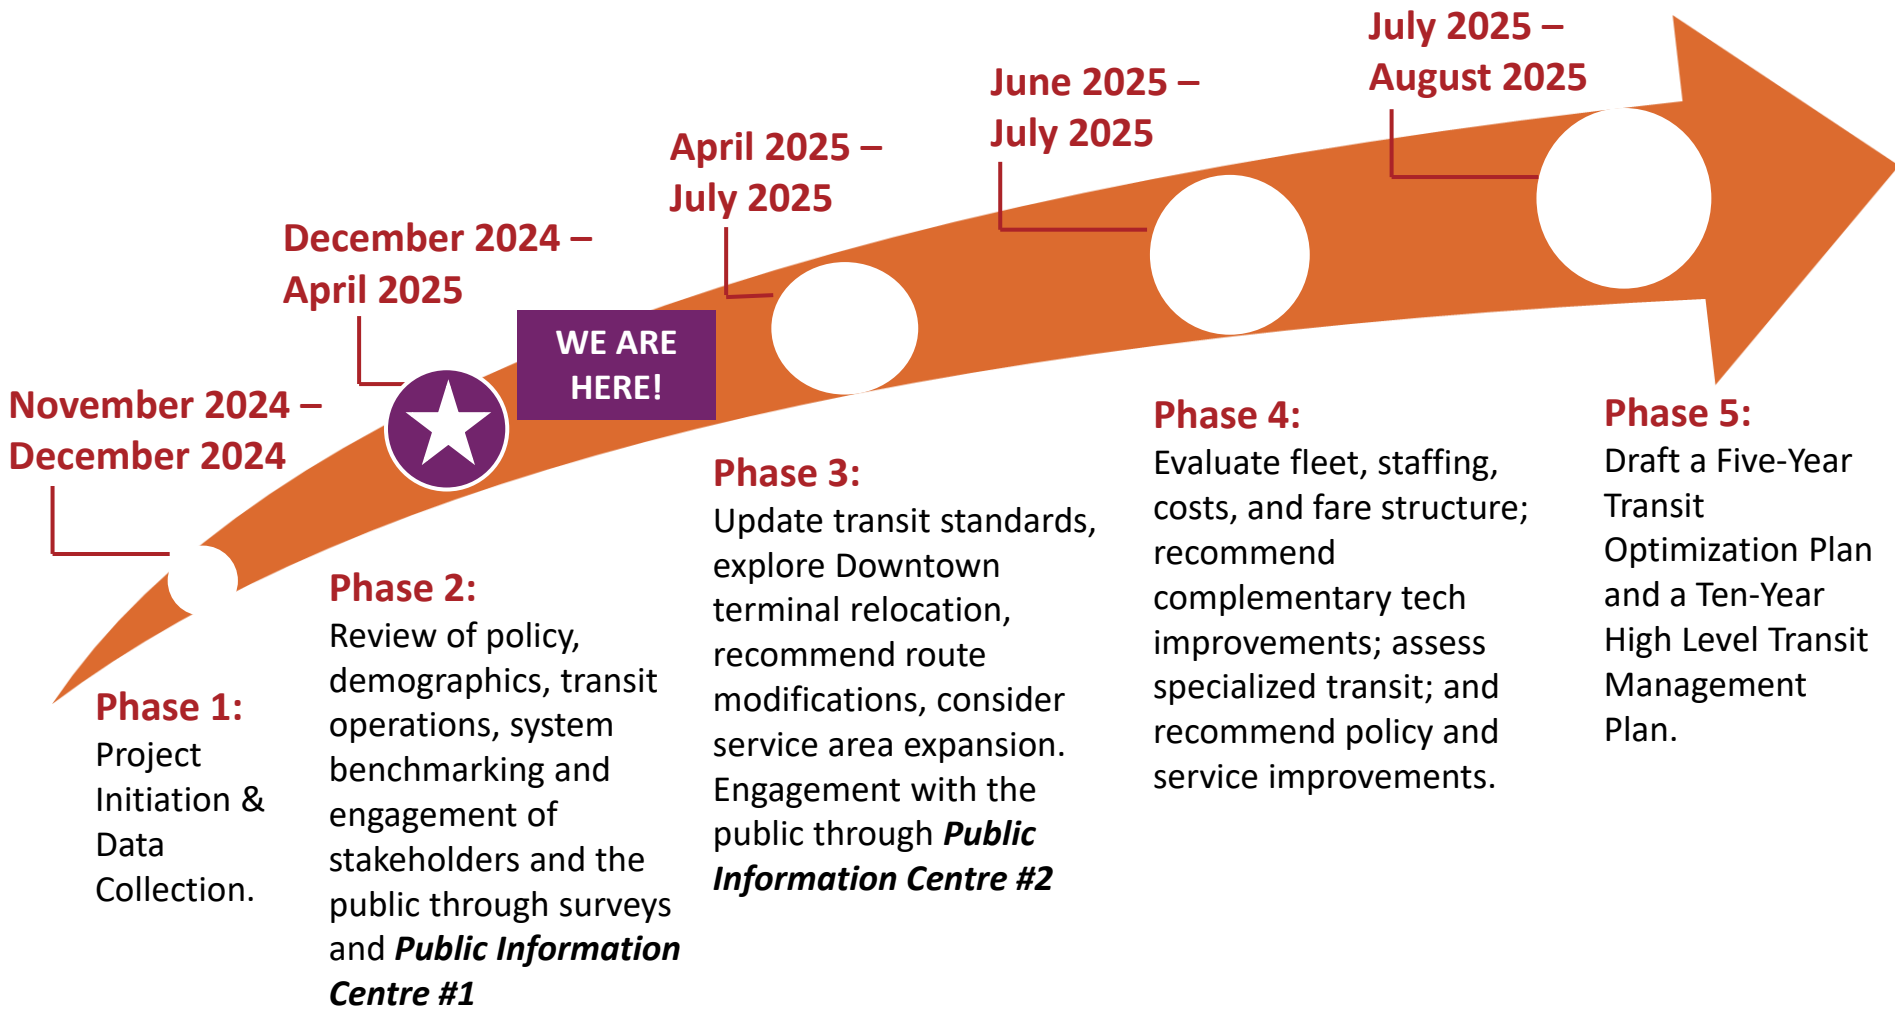 November 2024 –
December 2024
December 2024 –
April 2025
April 2025 –
July 2025
June 2025 –
July 2025
July 2025 –
August 2025
WE ARE
HERE!
Phase 1:
Project
Initiation &
Data
Collection.
Phase 2:
Review of policy,
demographics, transit
operations, system
benchmarking and
engagement of
stakeholders and the
public through surveys
and Public Information
Centre #1
Phase 3:
Update transit standards,
explore Downtown
terminal relocation,
recommend route
modifications, consider
service area expansion.
Engagement with the
public through Public
Information Centre #2
Phase 4:
Evaluate fleet, staffing,
costs, and fare structure;
recommend
complementary tech
improvements; assess
specialized transit; and
recommend policy and
service improvements.
Phase 5:
Draft a Five-Year
Transit
Optimization Plan
and a Ten-Year
High Level Transit
Management
Plan.